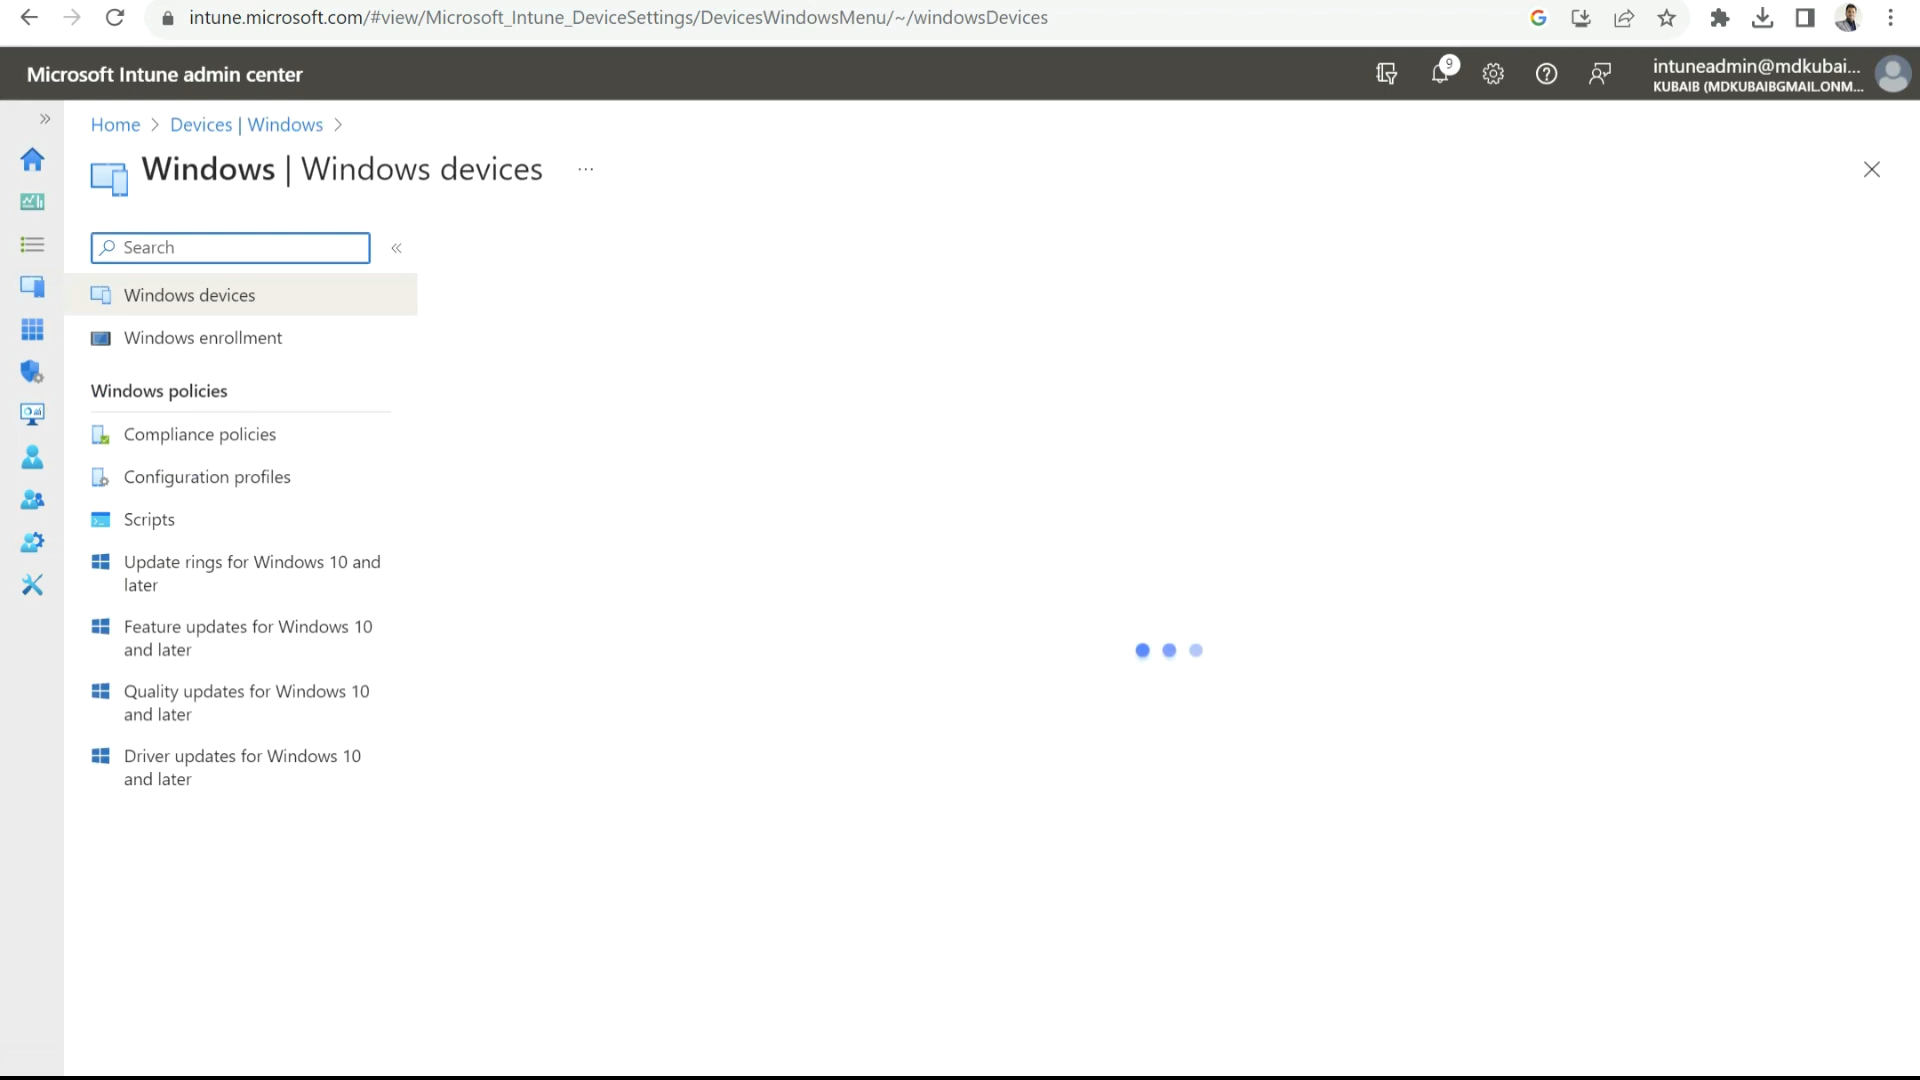 intune.microsoft.com/#view/Microsoft_Intune_DeviceSettings/DevicesWindowsMenu/~/windowsDevices
Microsoft Intune admin center
9
intuneadmin@mdkubai...
KUBAIB (MDKUBAIBGMAIL.ONM...
Home > Devices | Windows >
Windows | Windows devices ...
Search
Windows devices
Windows enrollment
Windows policies
Compliance policies
Configuration profiles
Scripts
Update rings for Windows 10 and
later
Feature updates for Windows 10
and later
Quality updates for Windows 10
and later
Driver updates for Windows 10
and later